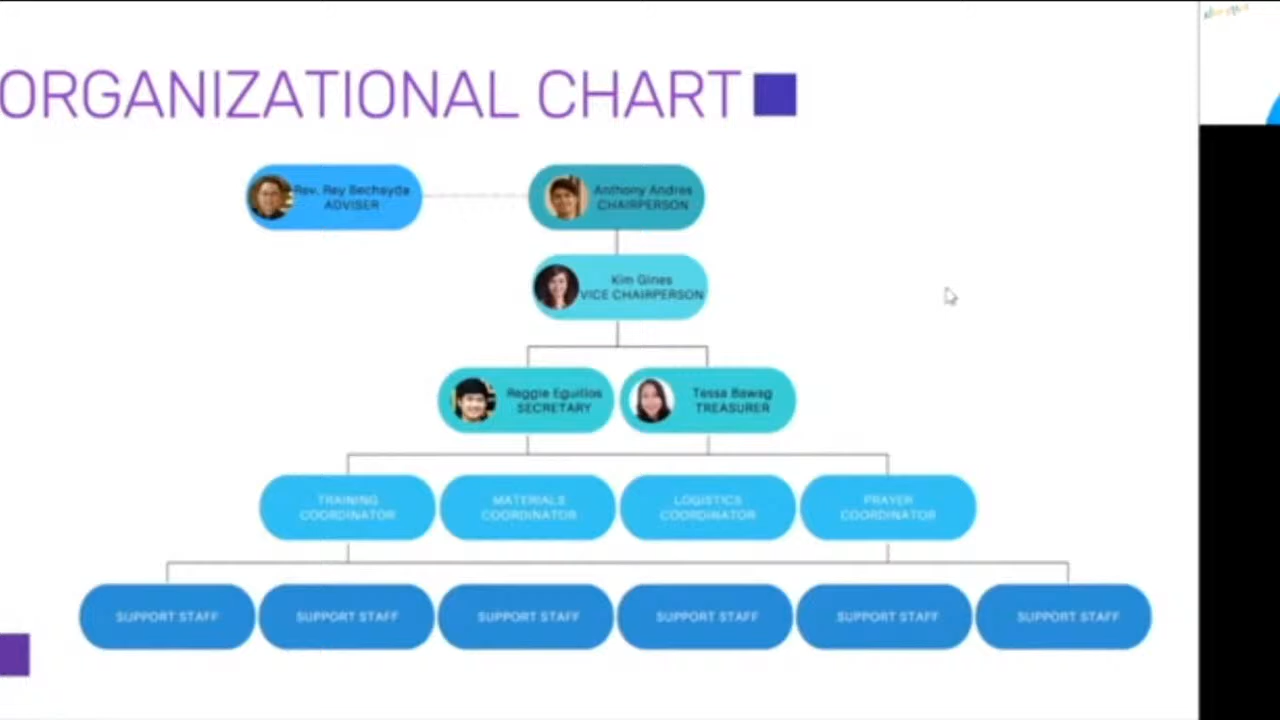 ORGANIZATIONAL CHART
Rev. Rey Bechayda
ADVISER
Anthony Andres
CHAIRPERSON
Kim Gines
VICE CHAIRPERSON
Reggie Eguillos
SECRETARY
Tessa Bawag
TREASURER
TRAINING
COORDINATOR
MATERIALS
COORDINATOR
LOGISTICS
COORDINATOR
PRAYER
COORDINATOR
SUPPORT STAFF
SUPPORT STAFF
SUPPORT STAFF
SUPPORT STAFF
SUPPORT STAFF
SUPPORT STAFF